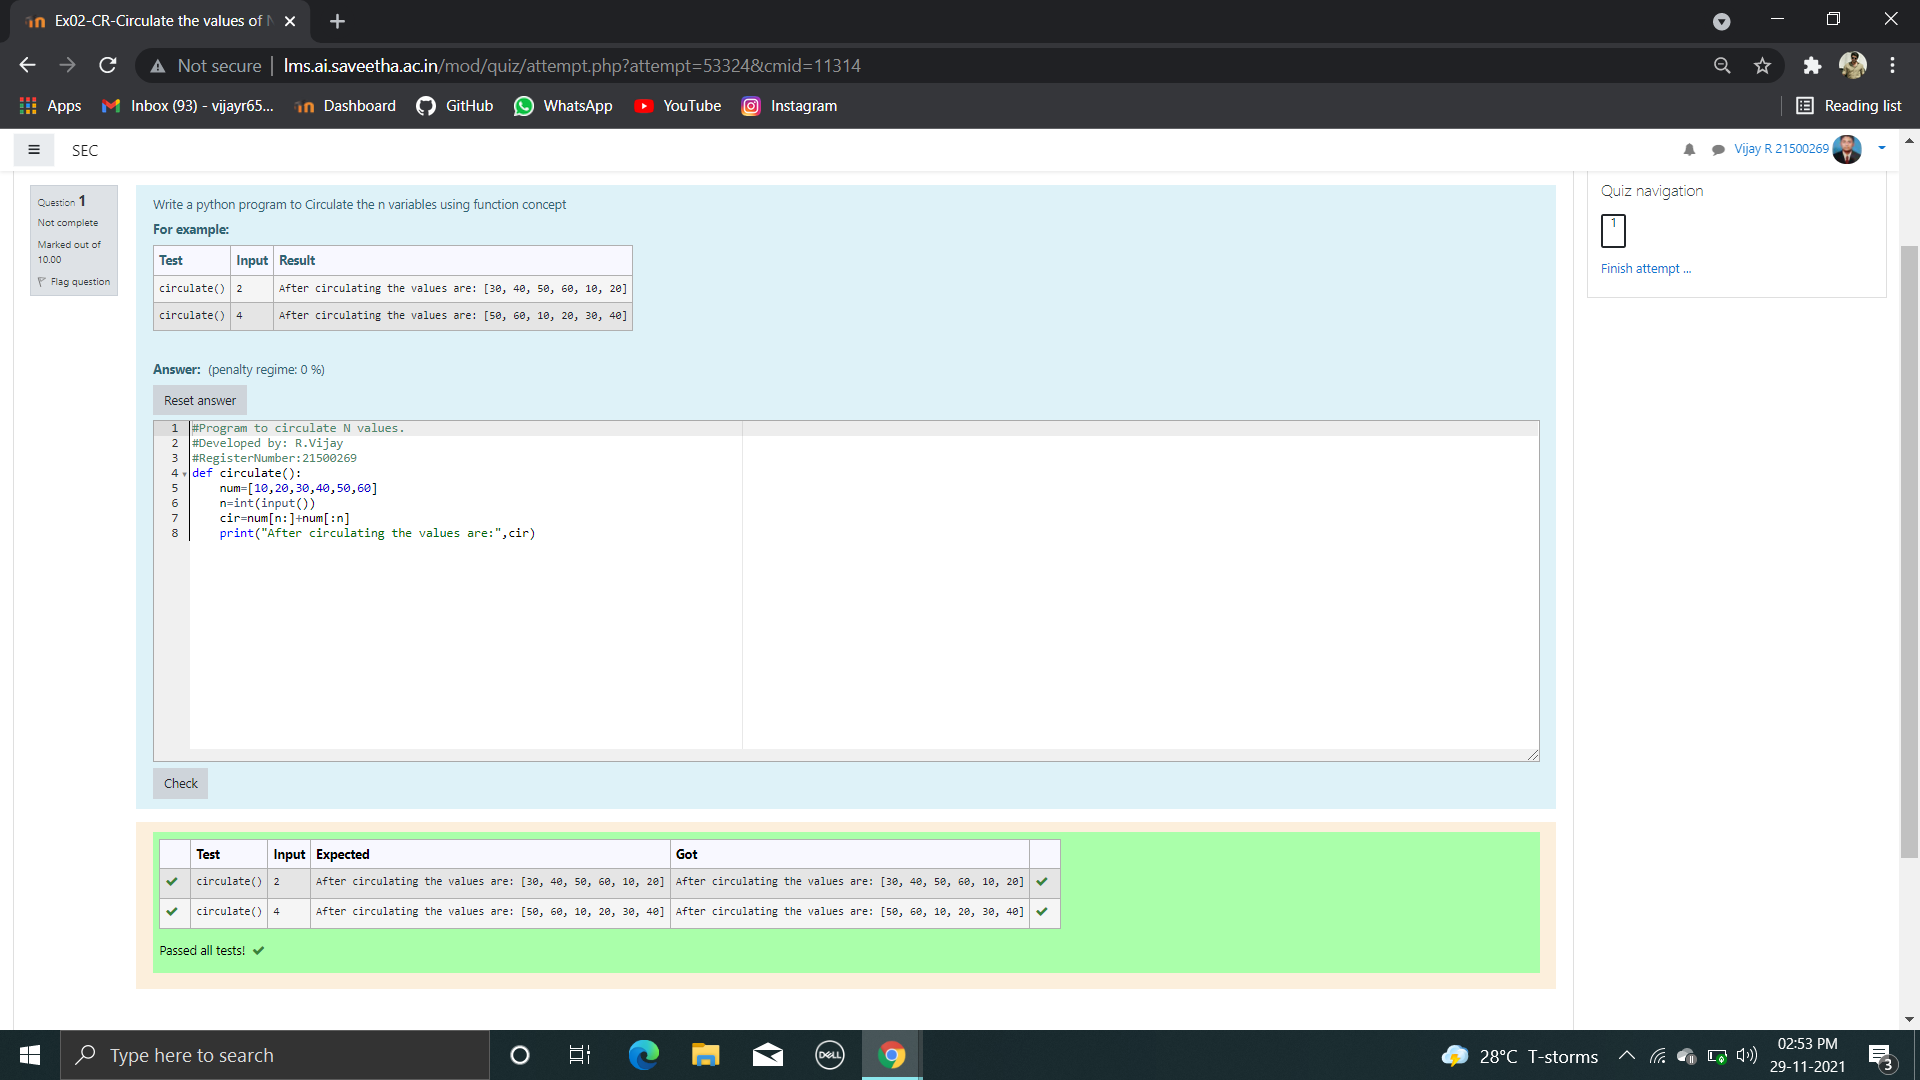 Ex02-CR-Circulate the values of
Not secure | lms.ai.saveetha.ac.in/mod/quiz/attempt.php?attempt=53324&cmid=11314
Apps Inbox (93) - vijayr65... Dashboard GitHub WhatsApp YouTube Instagram Reading list
SEC Vijay R 21500269
Question 1
Not complete
Marked out of
10.00
Flag question
Write a python program to Circulate the n variables using function concept
For example:
Test Input Result
circulate() 2 After circulating the values are: [30, 40, 50, 60, 10, 20]
circulate() 4 After circulating the values are: [50, 60, 10, 20, 30, 40]
Answer: (penalty regime: 0 %)
Reset answer
1 #Program to circulate N values.
2 #Developed by: R.Vijay
3 #RegisterNumber:21500269
4 def circulate():
5 num=[10,20,30,40,50,60]
6 n=int(input())
7 cir=num[n:]+num[:n]
8 print("After circulating the values are:",cir)
Check
Test Input Expected Got
circulate() 2 After circulating the values are: [30, 40, 50, 60, 10, 20] After circulating the values are: [30, 40, 50, 60, 10, 20]
circulate() 4 After circulating the values are: [50, 60, 10, 20, 30, 40] After circulating the values are: [50, 60, 10, 20, 30, 40]
Passed all tests!
Quiz navigation
1
Finish attempt ...
Type here to search
DELL
28°C T-storms
02:53 PM
29-11-2021
3